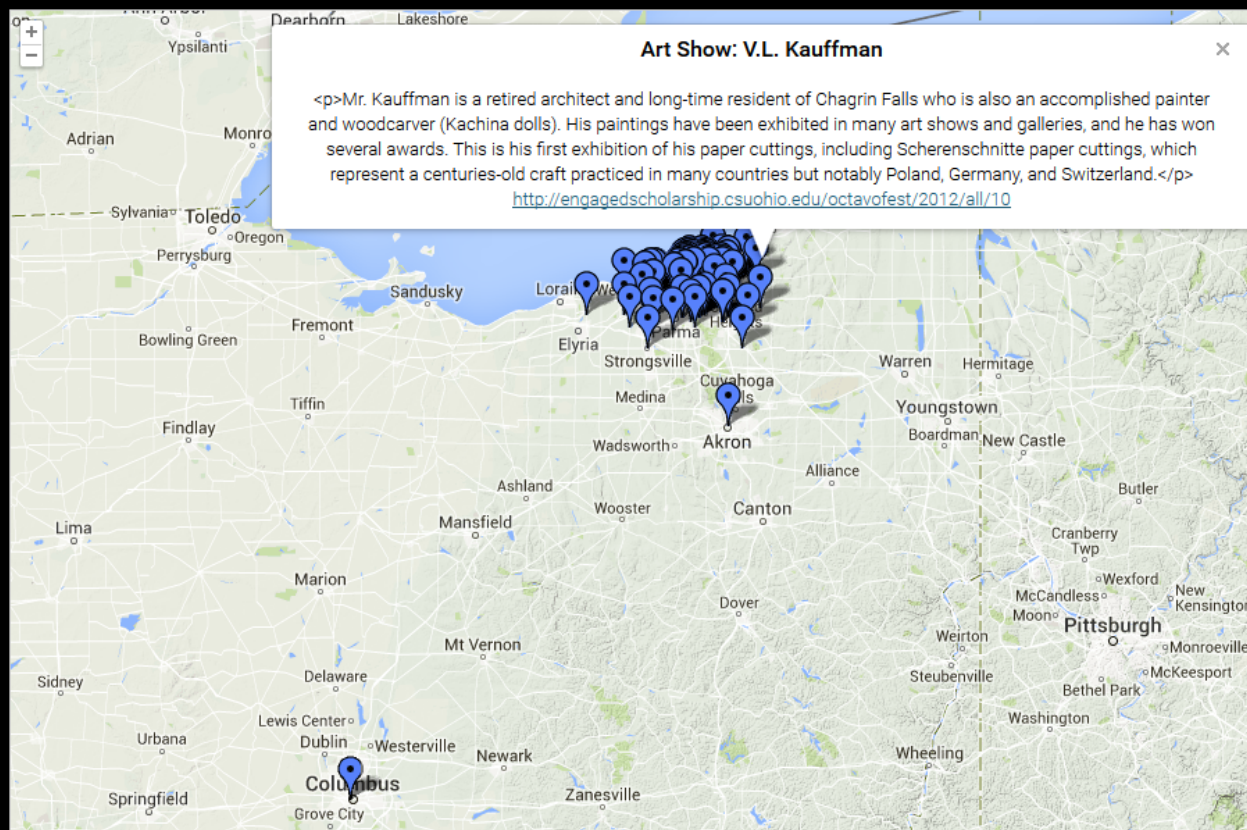 Dearborn
Lakeshore
+
−
Ypsilanti
Art Show: V.L. Kauffman
×
<p>Mr. Kauffman is a retired architect and long-time resident of Chagrin Falls who is also an accomplished painter
and woodcarver (Kachina dolls). His paintings have been exhibited in many art shows and galleries, and he has won
several awards. This is his first exhibition of his paper cuttings, including Scherenschnitte paper cuttings, which
represent a centuries-old craft practiced in many countries but notably Poland, Germany, and Switzerland.</p>
http://engagedscholarship.csuohio.edu/octavofest/2012/all/10
Adrian
Monro
Sylvania
Toledo
Oregon
Perrysburg
Sandusky
Lorain
We
Fremont
Bowling Green
Elyria
Parma
Heights
Strongsville
Warren
Hermitage
Cuyahoga
Medina
Tiffin
Youngstown
Findlay
Akron
Wadsworth
Boardman
New Castle
Alliance
Ashland
Butler
Wooster
Canton
Mansfield
Lima
Cranberry
Twp
Marion
Wexford
McCandless
New
Kensington
Dover
Moon
Pittsburgh
Weirton
Mt Vernon
Monroeville
Steubenville
McKeesport
Delaware
Sidney
Bethel Park
Lewis Center
Washington
Urbana
Dublin
Westerville
Newark
Wheeling
Columbus
Springfield
Zanesville
Grove City